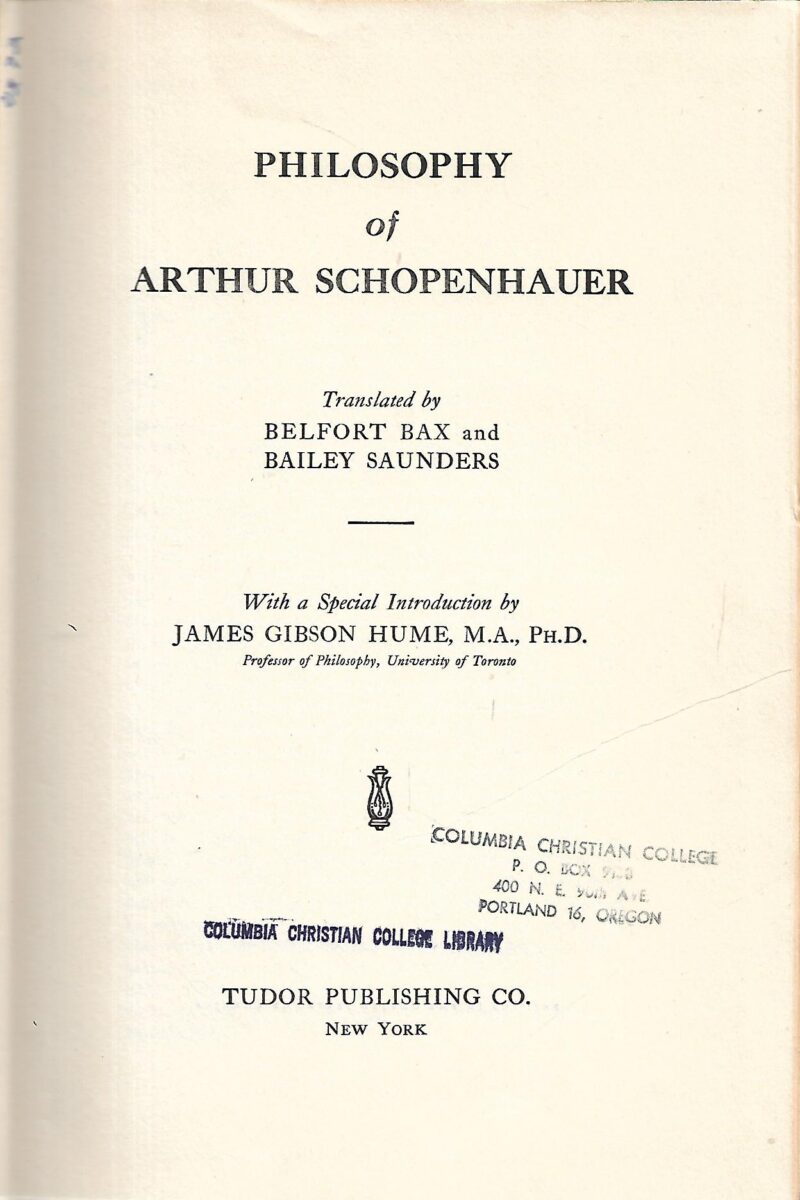 PHILOSOPHY
of
ARTHUR SCHOPENHAUER
Translated by
BELFORT BAX and
BAILEY SAUNDERS
With a Special Introduction by
JAMES GIBSON HUME, M.A., PH.D.
Professor of Philosophy, University of Toronto
COLUMBIA CHRISTIAN COLLEGE
P. O. BOX
400 N. E. AVE
PORTLAND 16, OREGON
COLUMBIA CHRISTIAN COLLEGE LIBRARY
TUDOR PUBLISHING CO.
NEW YORK